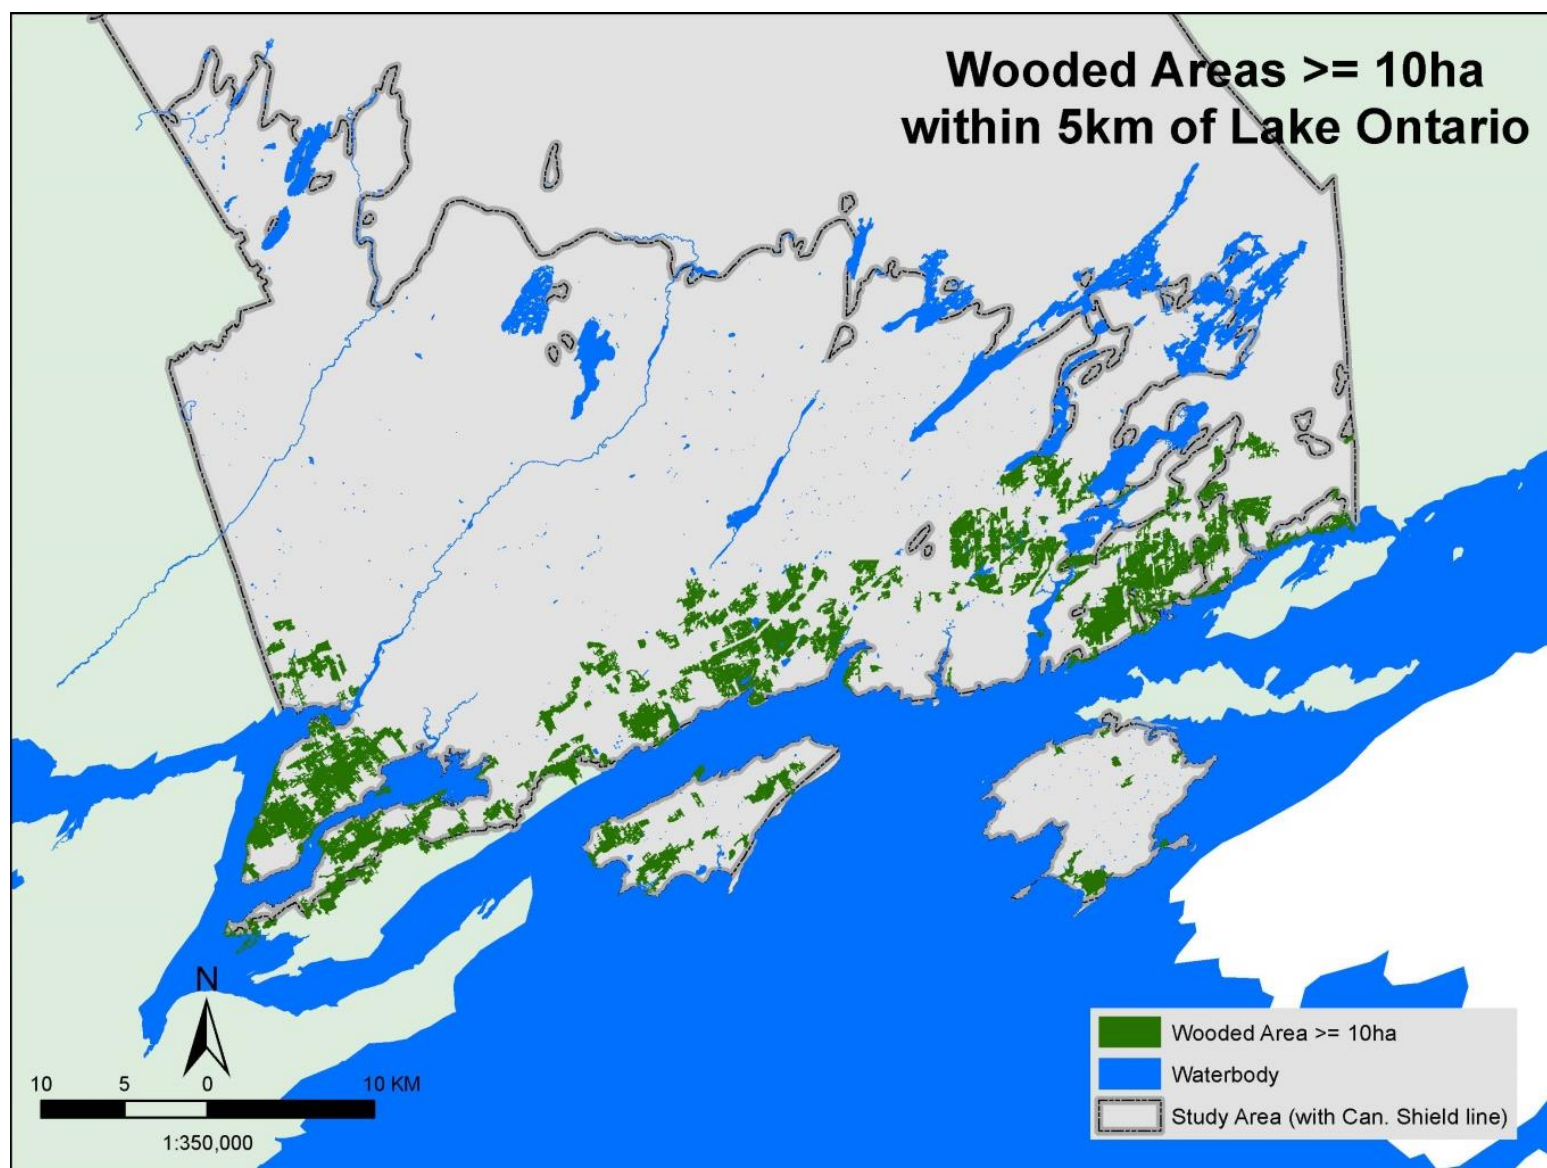 Wooded Areas >= 10ha
within 5km of Lake Ontario
N
10 5 0 10 KM
1:350,000
Wooded Area >= 10ha
Waterbody
Study Area (with Can. Shield line)